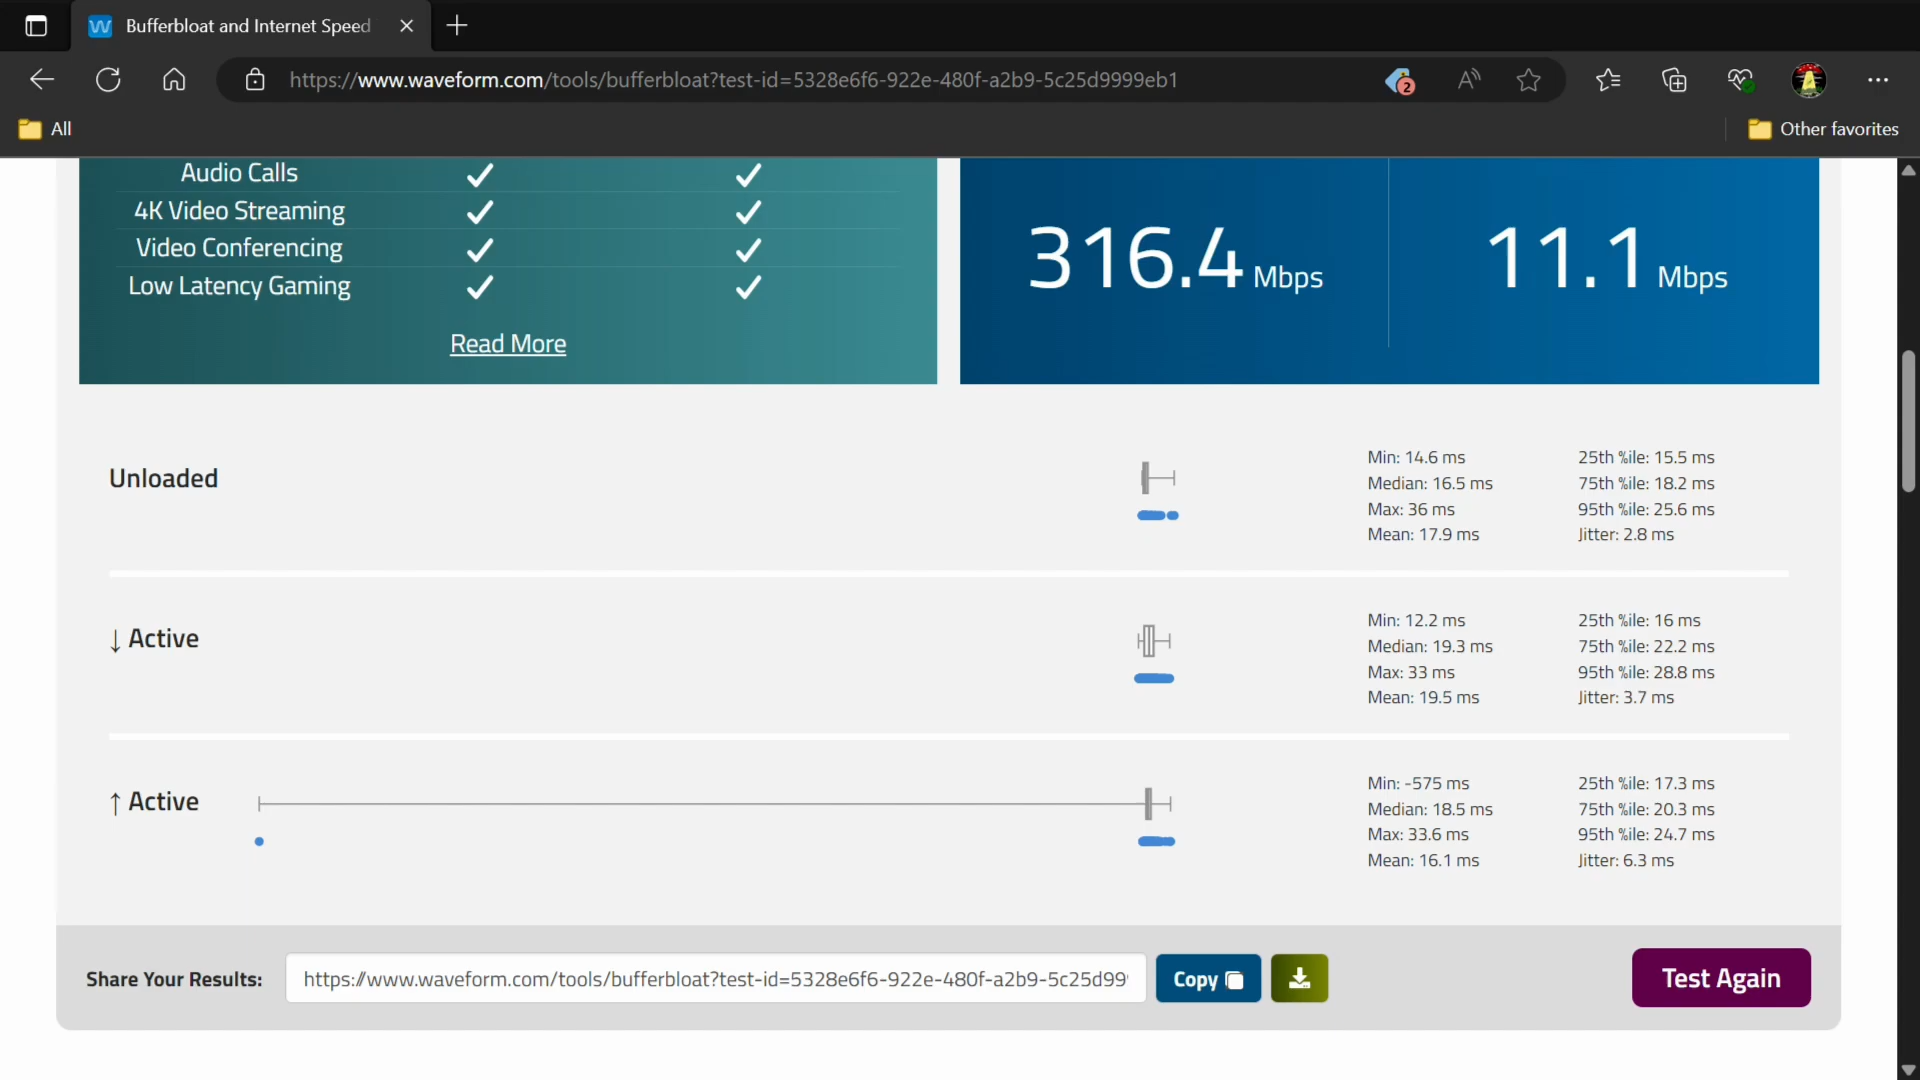 Bufferbloat and Internet Speed
https://www.waveform.com/tools/bufferbloat?test-id=5328e6f6-922e-480f-a2b9-5c25d9999eb1
2
All
Other favorites
Audio Calls
4K Video Streaming
Video Conferencing
Low Latency Gaming
Read More
316.4 Mbps
11.1 Mbps
Unloaded
Min: 14.6 ms
Median: 16.5 ms
Max: 36 ms
Mean: 17.9 ms
25th %ile: 15.5 ms
75th %ile: 18.2 ms
95th %ile: 25.6 ms
Jitter: 2.8 ms
↓ Active
Min: 12.2 ms
Median: 19.3 ms
Max: 33 ms
Mean: 19.5 ms
25th %ile: 16 ms
75th %ile: 22.2 ms
95th %ile: 28.8 ms
Jitter: 3.7 ms
↑ Active
Min: -575 ms
Median: 18.5 ms
Max: 33.6 ms
Mean: 16.1 ms
25th %ile: 17.3 ms
75th %ile: 20.3 ms
95th %ile: 24.7 ms
Jitter: 6.3 ms
Share Your Results:
https://www.waveform.com/tools/bufferbloat?test-id=5328e6f6-922e-480f-a2b9-5c25d99
Copy
Test Again